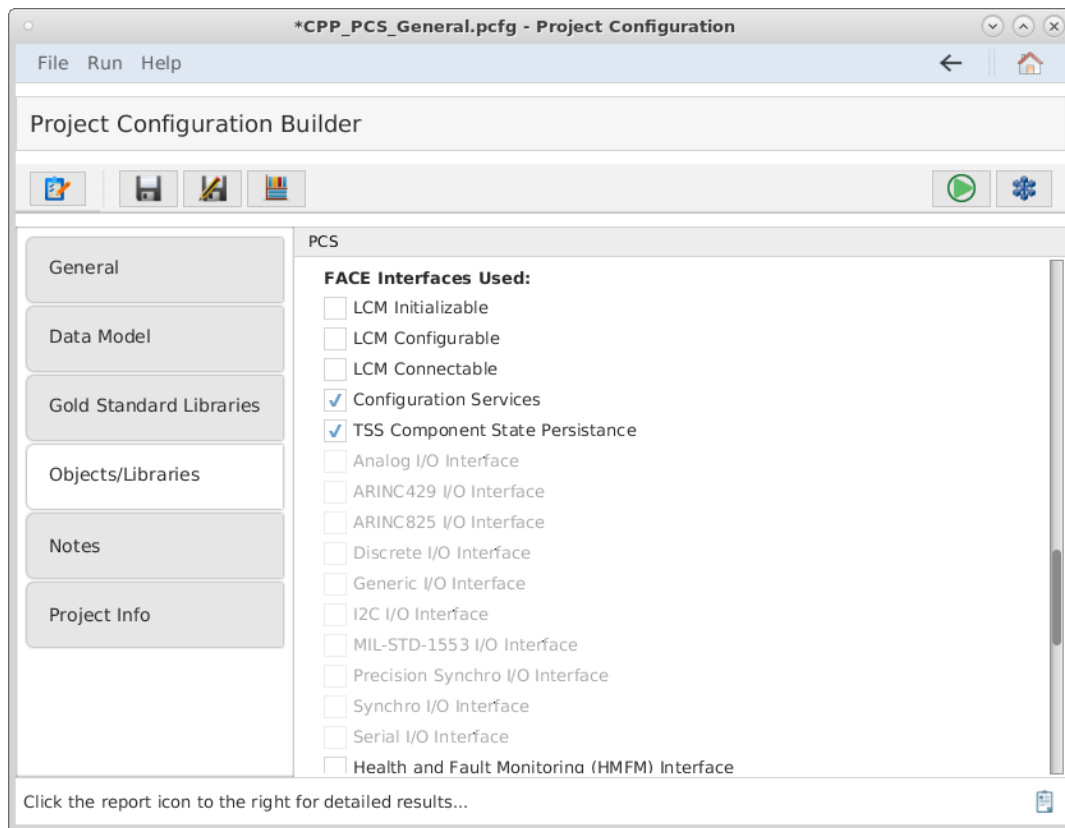 *CPP_PCS_General.pcfg - Project Configuration
File Run Help
Project Configuration Builder
General
Data Model
Gold Standard Libraries
Objects/Libraries
Notes
Project Info
PCS
FACE Interfaces Used:
LCM Initializable
LCM Configurable
LCM Connectable
Configuration Services
TSS Component State Persistance
Analog I/O Interface
ARINC429 I/O Interface
ARINC825 I/O Interface
Discrete I/O Interface
Generic I/O Interface
I2C I/O Interface
MIL-STD-1553 I/O Interface
Precision Synchro I/O Interface
Synchro I/O Interface
Serial I/O Interface
Health and Fault Monitoring (HMFM) Interface
Click the report icon to the right for detailed results...